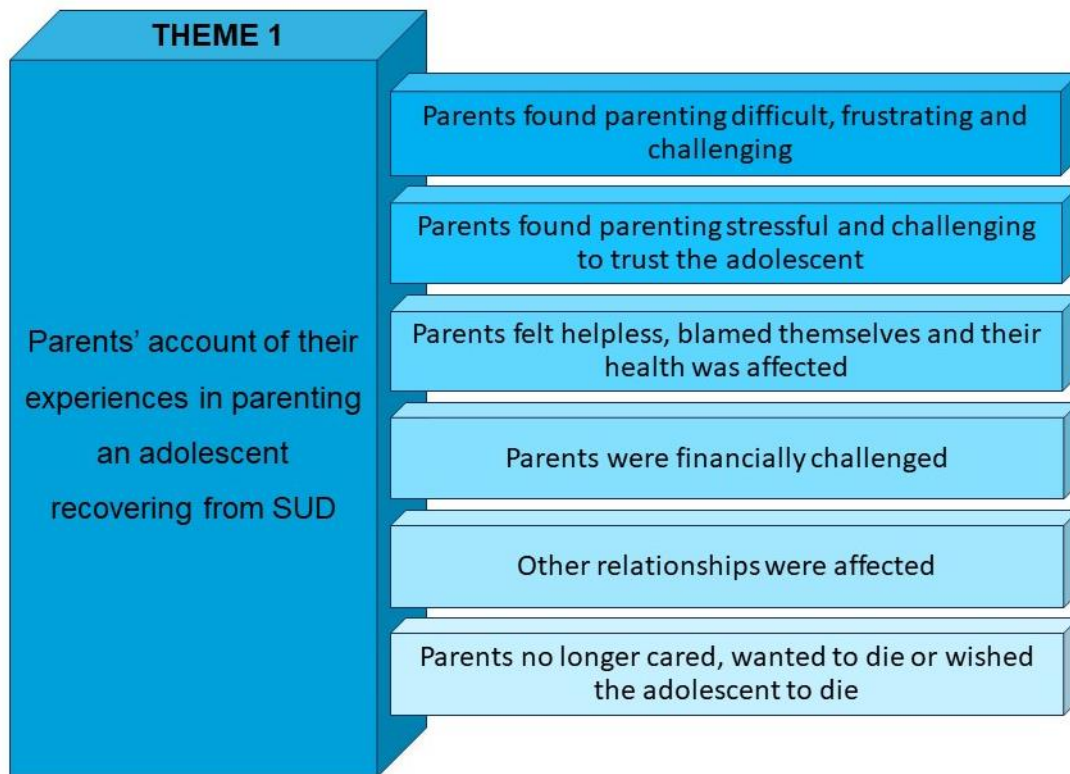 THEME 1
Parents’ account of their
experiences in parenting
an adolescent
recovering from SUD
Parents found parenting difficult, frustrating and
challenging
Parents found parenting stressful and challenging
to trust the adolescent
Parents felt helpless, blamed themselves and their
health was affected
Parents were financially challenged
Other relationships were affected
Parents no longer cared, wanted to die or wished
the adolescent to die